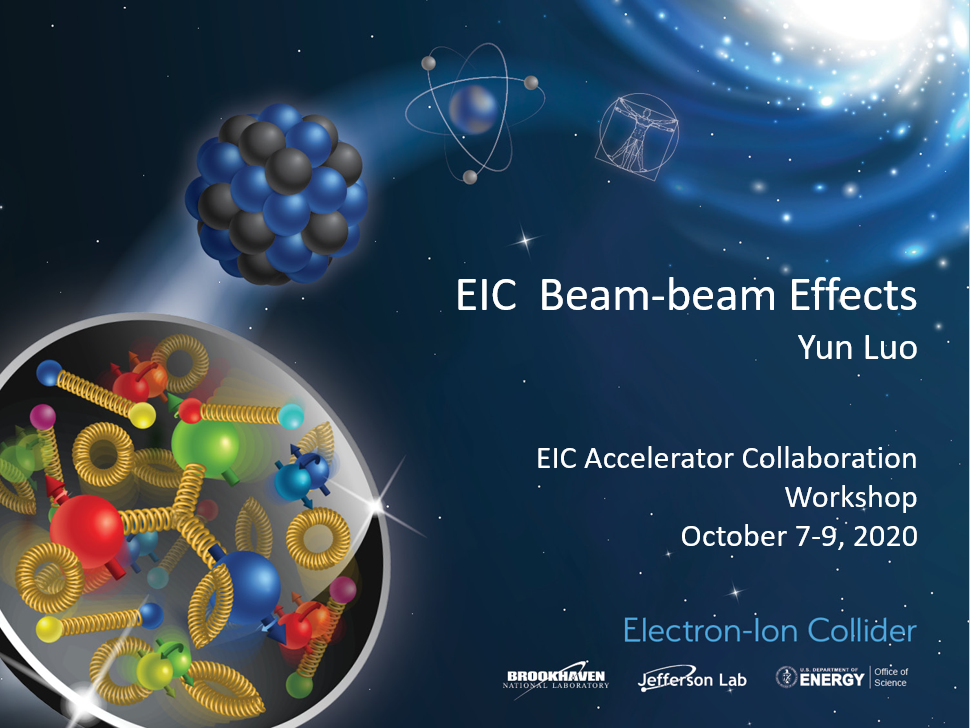 EIC  Beam-beam Effects
Yun Luo
EIC Accelerator Collaboration
Workshop
October 7-9, 2020
Electron-Ion Collider
BROOKHAVEN
NATIONAL LABORATORY
Jefferson Lab
U.S. DEPARTMENT OF
ENERGY
Office of
Science